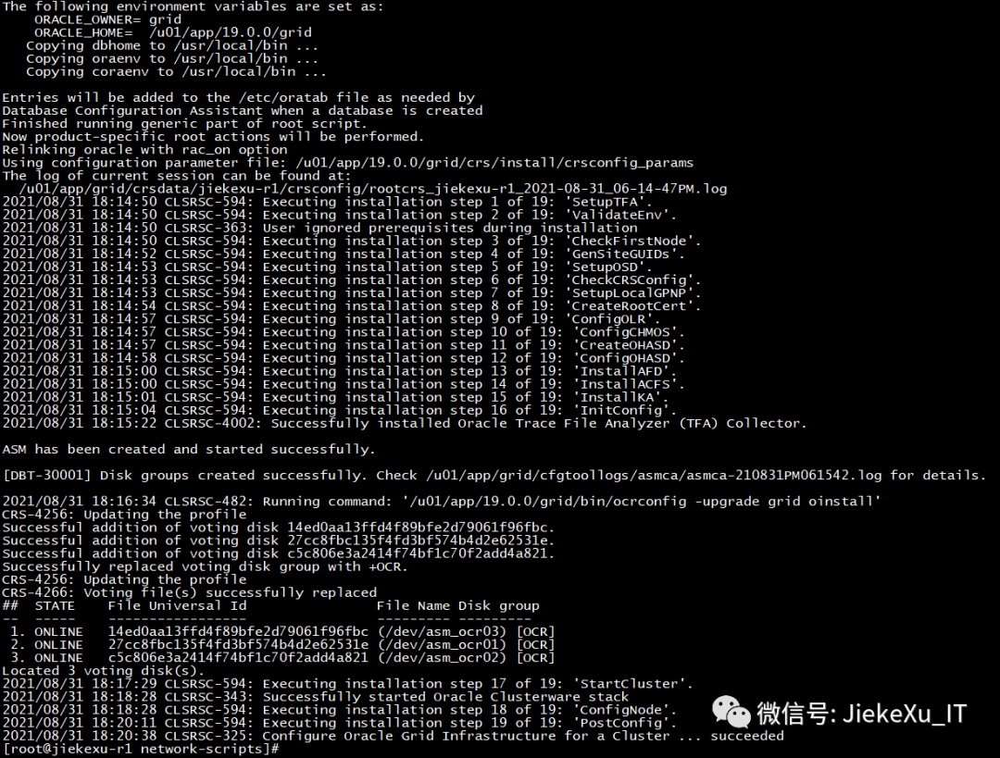 The following environment variables are set as:
    ORACLE_OWNER= grid
    ORACLE_HOME=  /u01/app/19.0.0/grid
   Copying dbhome to /usr/local/bin ...
   Copying oraenv to /usr/local/bin ...
   Copying coraenv to /usr/local/bin ...

Entries will be added to the /etc/oratab file as needed by
Database Configuration Assistant when a database is created
Finished running generic part of root script.
Now product-specific root actions will be performed.
Relinking oracle with rac_on option
Using configuration parameter file: /u01/app/19.0.0/grid/crs/install/crsconfig_params
The log of current session can be found at:
  /u01/app/grid/crsdata/jiekexu-r1/crsconfig/rootcrs_jiekexu-r1_2021-08-31_06-14-47PM.log
2021/08/31 18:14:50 CLSRSC-594: Executing installation step 1 of 19: 'SetupTFA'.
2021/08/31 18:14:50 CLSRSC-594: Executing installation step 2 of 19: 'ValidateEnv'.
2021/08/31 18:14:50 CLSRSC-363: User ignored prerequisites during installation
2021/08/31 18:14:50 CLSRSC-594: Executing installation step 3 of 19: 'CheckFirstNode'.
2021/08/31 18:14:52 CLSRSC-594: Executing installation step 4 of 19: 'GenSiteGUIDs'.
2021/08/31 18:14:53 CLSRSC-594: Executing installation step 5 of 19: 'SetupOSD'.
2021/08/31 18:14:53 CLSRSC-594: Executing installation step 6 of 19: 'CheckCRSConfig'.
2021/08/31 18:14:53 CLSRSC-594: Executing installation step 7 of 19: 'SetupLocalGPNP'.
2021/08/31 18:14:54 CLSRSC-594: Executing installation step 8 of 19: 'CreateRootCert'.
2021/08/31 18:14:57 CLSRSC-594: Executing installation step 9 of 19: 'ConfigOLR'.
2021/08/31 18:14:57 CLSRSC-594: Executing installation step 10 of 19: 'ConfigCHMOS'.
2021/08/31 18:14:57 CLSRSC-594: Executing installation step 11 of 19: 'CreateOHASD'.
2021/08/31 18:14:58 CLSRSC-594: Executing installation step 12 of 19: 'ConfigOHASD'.
2021/08/31 18:15:00 CLSRSC-594: Executing installation step 13 of 19: 'InstallAFD'.
2021/08/31 18:15:00 CLSRSC-594: Executing installation step 14 of 19: 'InstallACFS'.
2021/08/31 18:15:01 CLSRSC-594: Executing installation step 15 of 19: 'InstallKA'.
2021/08/31 18:15:04 CLSRSC-594: Executing installation step 16 of 19: 'InitConfig'.
2021/08/31 18:15:22 CLSRSC-4002: Successfully installed Oracle Trace File Analyzer (TFA) Collector.

ASM has been created and started successfully.

[DBT-30001] Disk groups created successfully. Check /u01/app/grid/cfgtoollogs/asmca/asmca-210831PM061542.log for details.

2021/08/31 18:16:34 CLSRSC-482: Running command: '/u01/app/19.0.0/grid/bin/ocrconfig -upgrade grid oinstall'
CRS-4256: Updating the profile
Successful addition of voting disk 14ed0aa13ffd4f89bfe2d79061f96fbc.
Successful addition of voting disk 27cc8fbc135f4fd3bf574b4d2e62531e.
Successful addition of voting disk c5c806e3a2414f74bf1c70f2add4a821.
Successfully replaced voting disk group with +OCR.
CRS-4256: Updating the profile
CRS-4266: Voting file(s) successfully replaced
##  STATE    File Universal Id                File Name Disk group
--  -----    -----------------                --------- ---------
 1. ONLINE   14ed0aa13ffd4f89bfe2d79061f96fbc (/dev/asm_ocr03) [OCR]
 2. ONLINE   27cc8fbc135f4fd3bf574b4d2e62531e (/dev/asm_ocr01) [OCR]
 3. ONLINE   c5c806e3a2414f74bf1c70f2add4a821 (/dev/asm_ocr02) [OCR]
Located 3 voting disk(s).
2021/08/31 18:17:29 CLSRSC-594: Executing installation step 17 of 19: 'StartCluster'.
2021/08/31 18:18:28 CLSRSC-343: Successfully started Oracle Clusterware stack
2021/08/31 18:18:28 CLSRSC-594: Executing installation step 18 of 19: 'ConfigNode'.
2021/08/31 18:20:11 CLSRSC-594: Executing installation step 19 of 19: 'PostConfig'.
2021/08/31 18:20:38 CLSRSC-325: Configure Oracle Grid Infrastructure for a Cluster ... succeeded
[root@jiekexu-r1 network-scripts]#
微信号: JiekeXu_IT